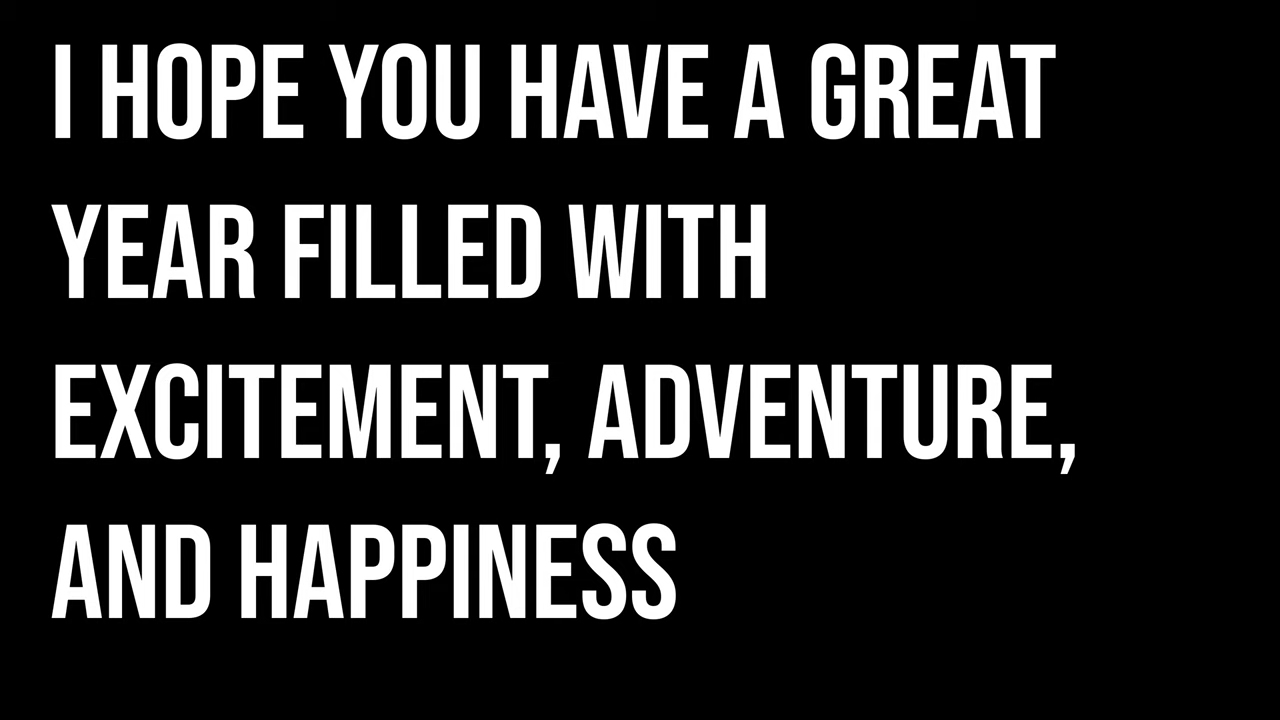 I HOPE YOU HAVE A GREAT
YEAR FILLED WITH
EXCITEMENT, ADVENTURE,
AND HAPPINESS